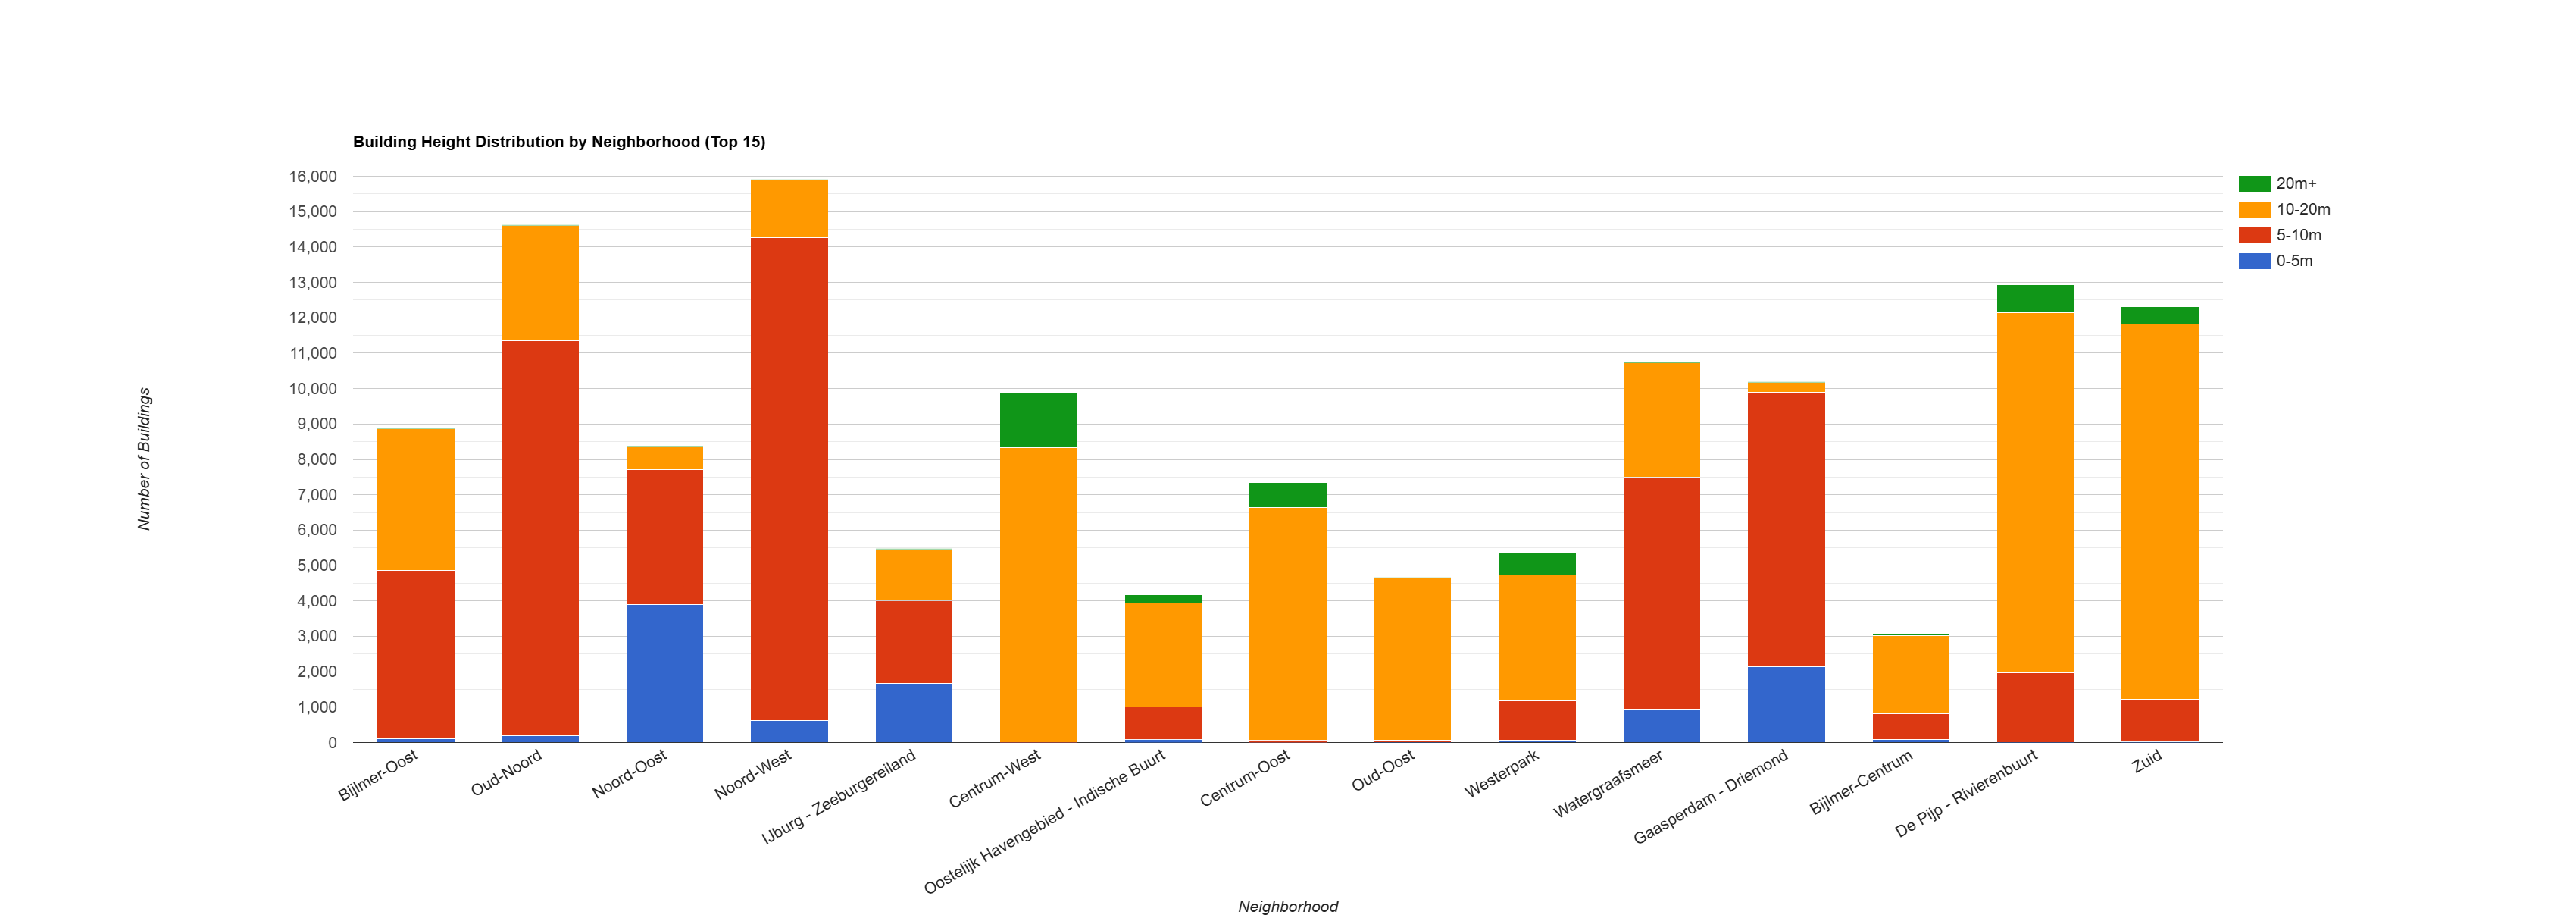 Building Height Distribution by Neighborhood (Top 15)
16,000
15,000
14,000
13,000
12,000
11,000
10,000
9,000
8,000
7,000
6,000
5,000
4,000
3,000
2,000
1,000
0
Number of Buildings
20m+
10-20m
5-10m
0-5m
Bijlmer-Oost
Oud-Noord
Noord-Oost
Noord-West
IJburg - Zeeburgereiland
Centrum-West
Oostelijk Havengebied - Indische Buurt
Centrum-Oost
Oud-Oost
Westerpark
Watergraafsmeer
Gaasperdam - Driemond
Bijlmer-Centrum
De Pijp - Rivierenbuurt
Zuid
Neighborhood